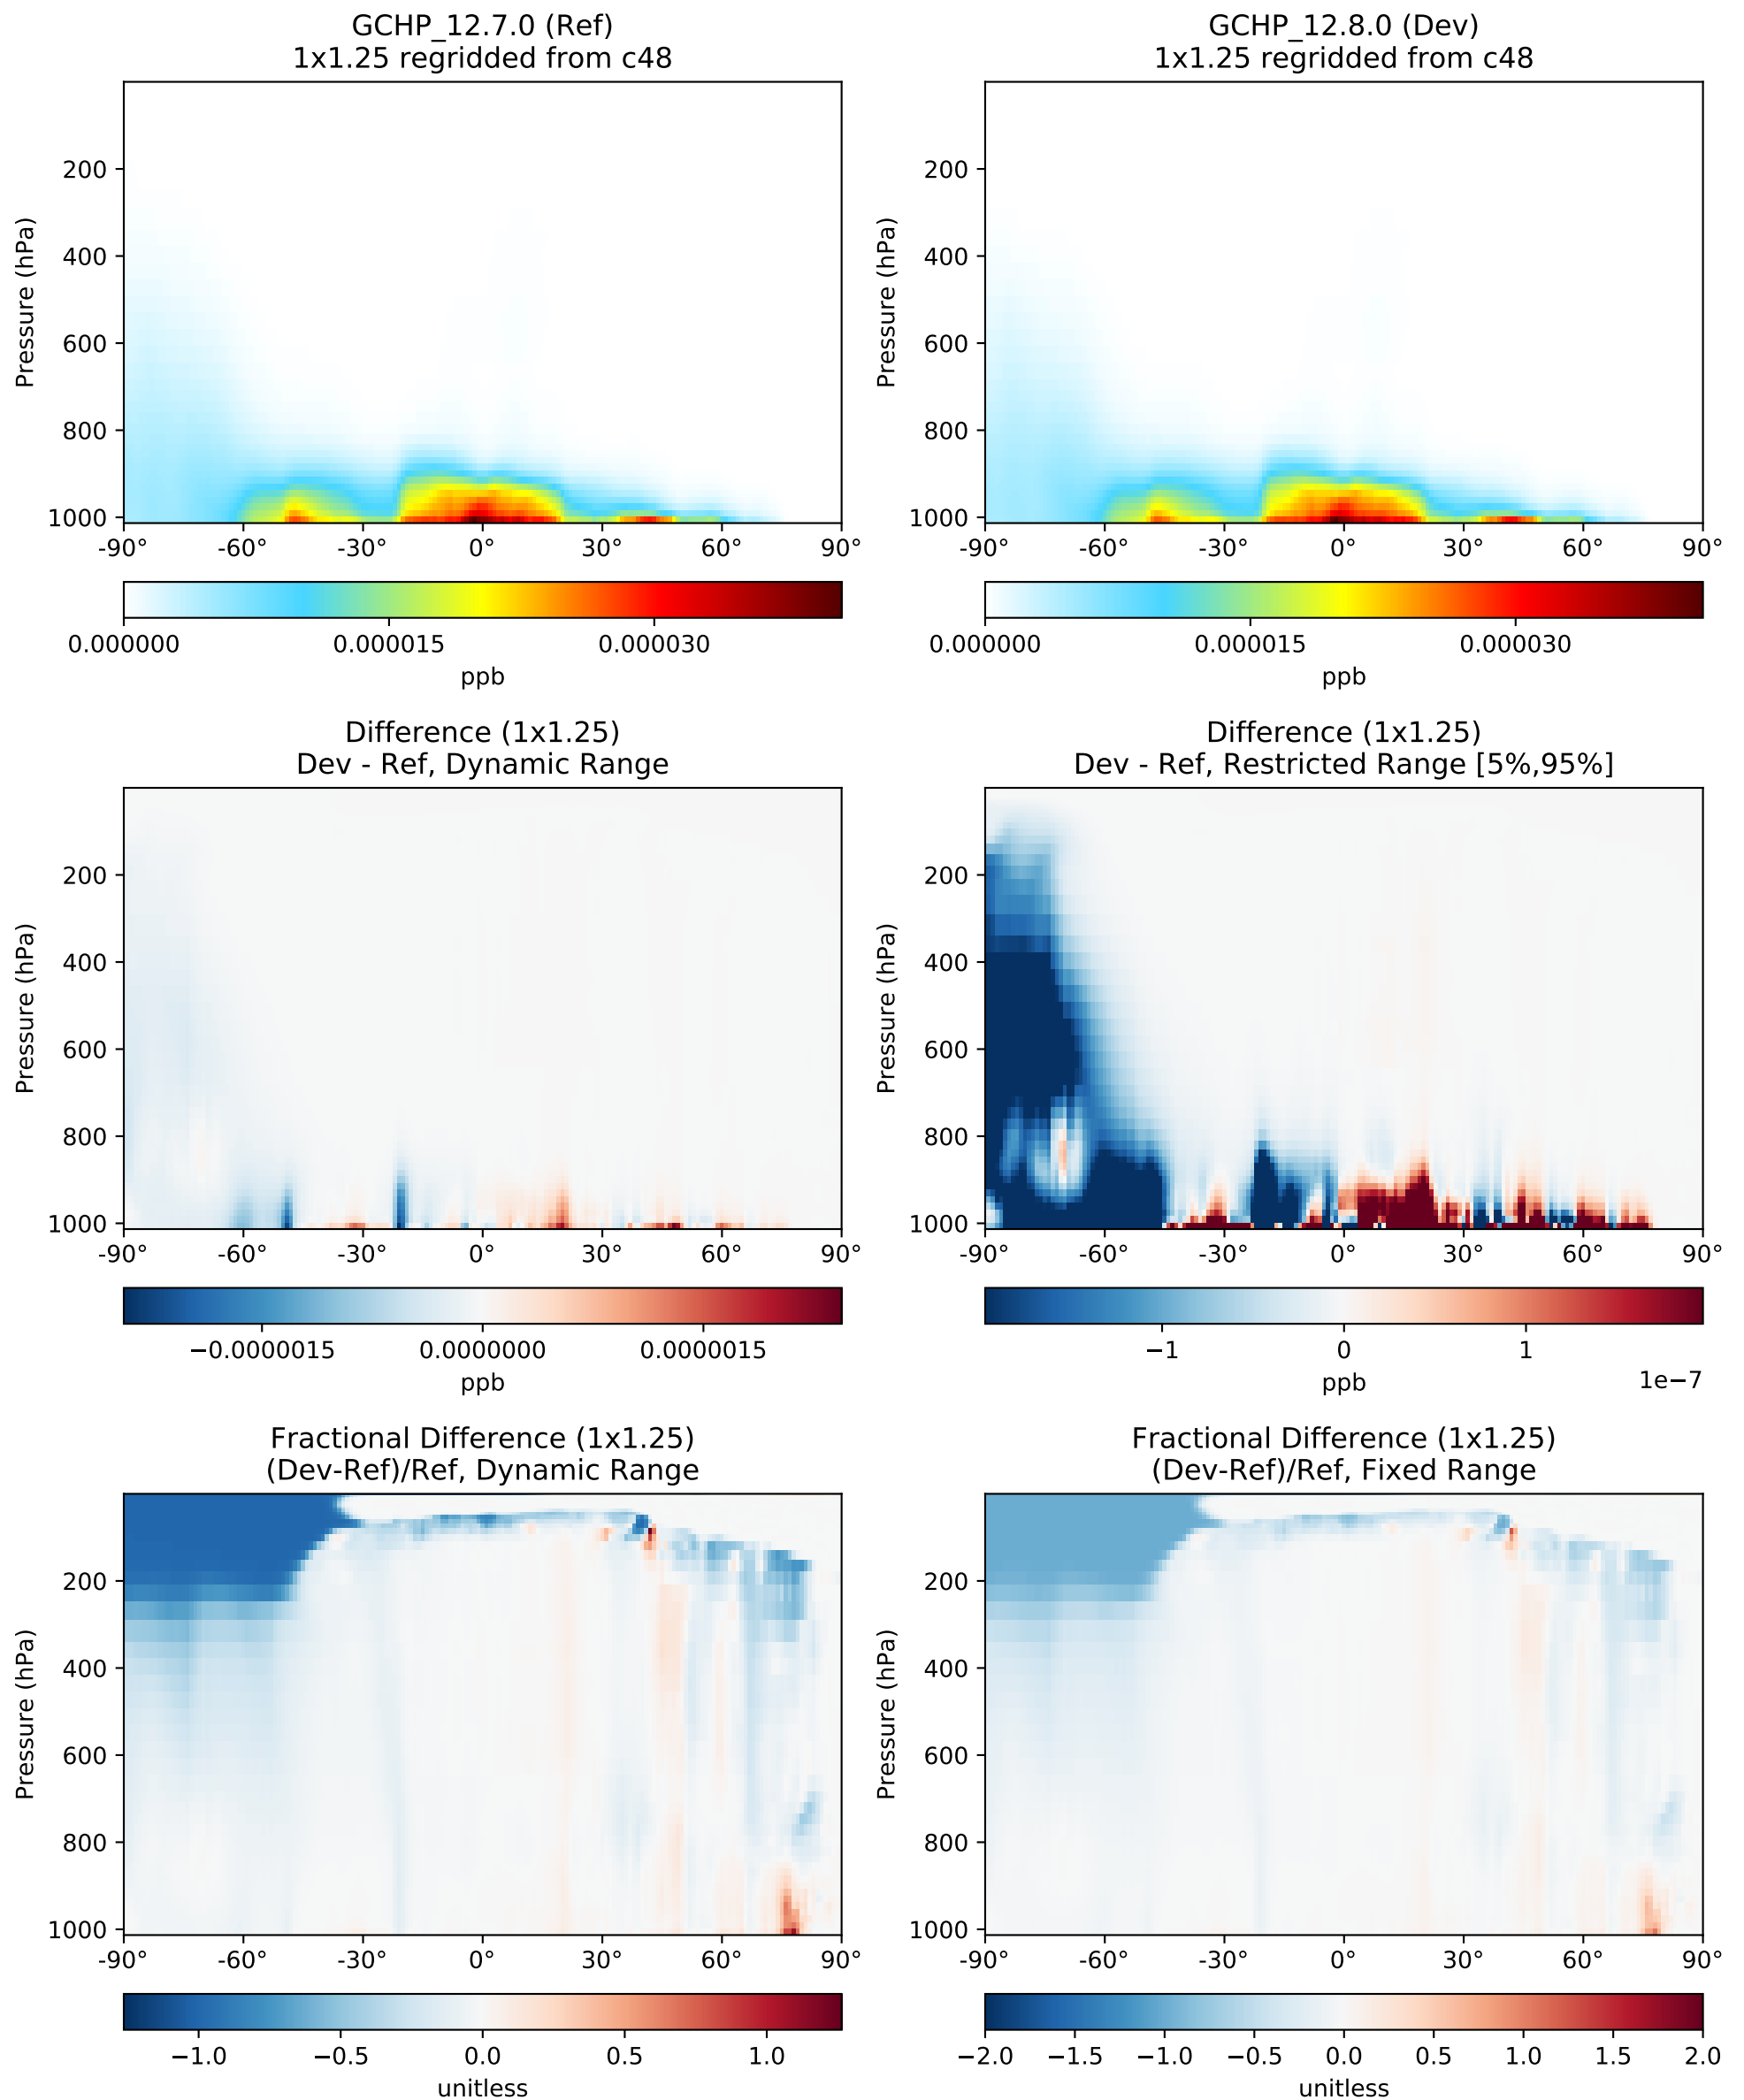 GCHP_12.7.0 (Ref)
1x1.25 regridded from c48
Pressure (hPa)
200
400
600
800
1000
-90° -60° -30° 0° 30° 60° 90°
0.000000 0.000015 0.000030
ppb
GCHP_12.8.0 (Dev)
1x1.25 regridded from c48
Pressure (hPa)
200
400
600
800
1000
-90° -60° -30° 0° 30° 60° 90°
0.000000 0.000015 0.000030
ppb
Difference (1x1.25)
Dev - Ref, Dynamic Range
Pressure (hPa)
200
400
600
800
1000
-90° -60° -30° 0° 30° 60° 90°
−0.0000015 0.0000000 0.0000015
ppb
Difference (1x1.25)
Dev - Ref, Restricted Range [5%,95%]
Pressure (hPa)
200
400
600
800
1000
-90° -60° -30° 0° 30° 60° 90°
−1 0 1
ppb
1e−7
Fractional Difference (1x1.25)
(Dev-Ref)/Ref, Dynamic Range
Pressure (hPa)
200
400
600
800
1000
-90° -60° -30° 0° 30° 60° 90°
−1.0 −0.5 0.0 0.5 1.0
unitless
Fractional Difference (1x1.25)
(Dev-Ref)/Ref, Fixed Range
Pressure (hPa)
200
400
600
800
1000
-90° -60° -30° 0° 30° 60° 90°
−2.0 −1.5 −1.0 −0.5 0.0 0.5 1.0 1.5 2.0
unitless